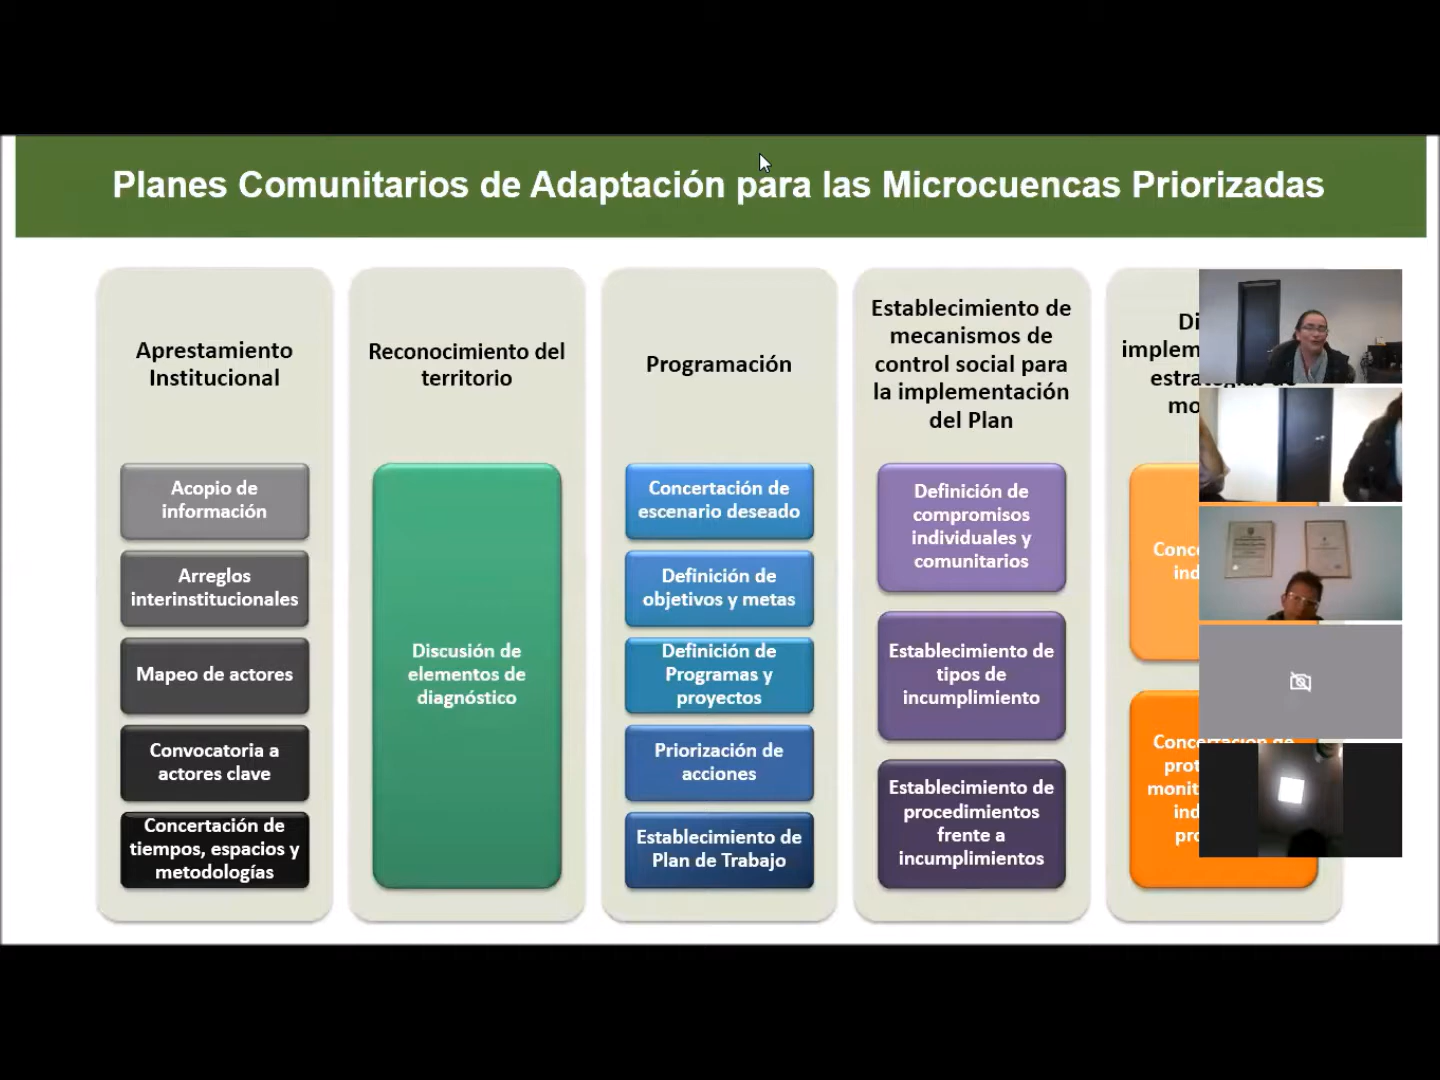 Planes Comunitarios de Adaptación para las Microcuencas Priorizadas
Aprestamiento
Institucional
Acopio de
información
Arreglos
interinstitucionales
Mapeo de actores
Convocatoria a
actores clave
Concertación de
tiempos, espacios y
metodologías
Reconocimiento del
territorio
Discusión de
elementos de
diagnóstico
Programación
Concertación de
escenario deseado
Definición de
objetivos y metas
Definición de
Programas y
proyectos
Priorización de
acciones
Establecimiento de
Plan de Trabajo
Establecimiento de
mecanismos de
control social para
la implementación
del Plan
Definición de
compromisos
individuales y
comunitarios
Establecimiento de
tipos de
incumplimiento
Establecimiento de
procedimientos
frente a
incumplimientos
Concertación de